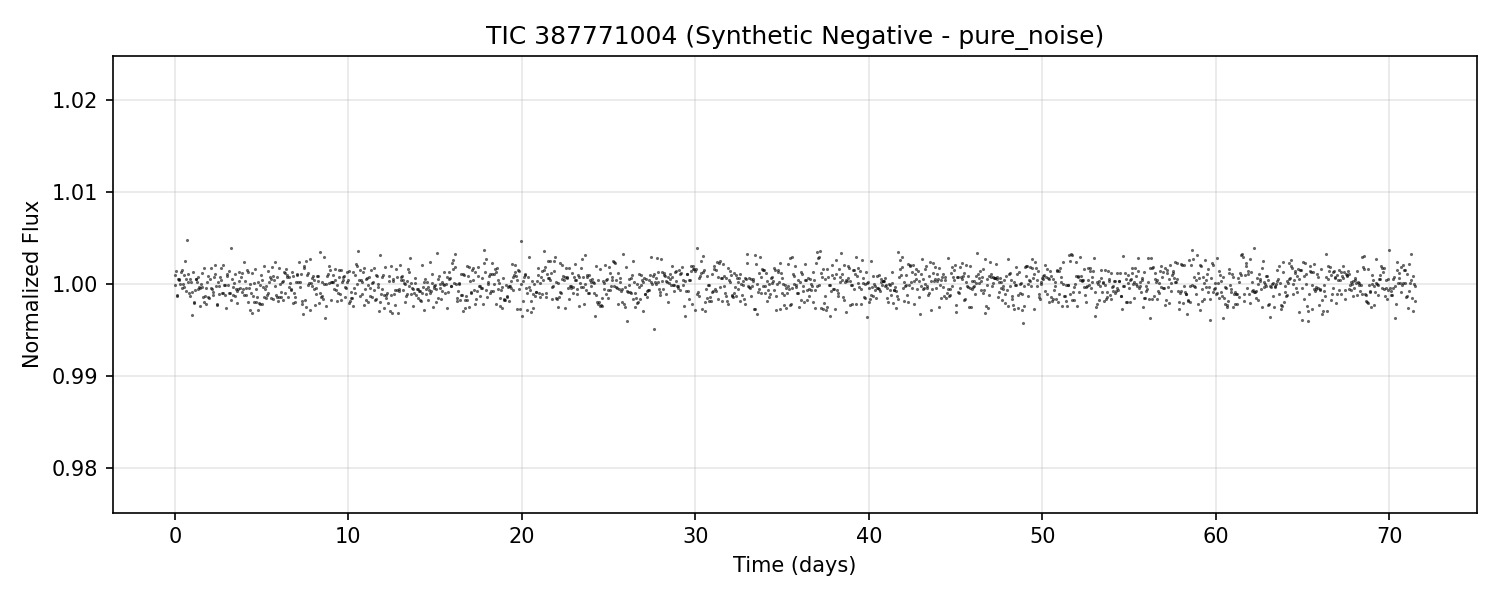 TIC 387771004 (Synthetic Negative - pure_noise)
1.02
1.01
1.00
0.99
0.98
Normalized Flux
0 10 20 30 40 50 60 70
Time (days)